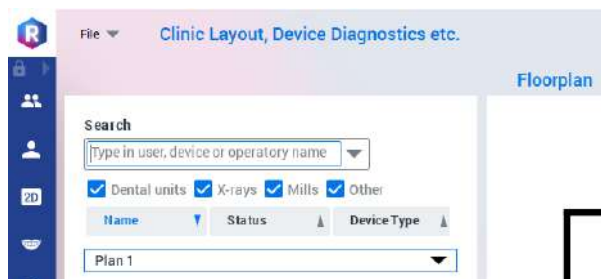 R
File Clinic Layout, Device Diagnostics etc.
Floorplan
Search
Type in user, device or operatory name
Dental units X-rays Mills Other
2D
Name Status Device Type
Plan 1